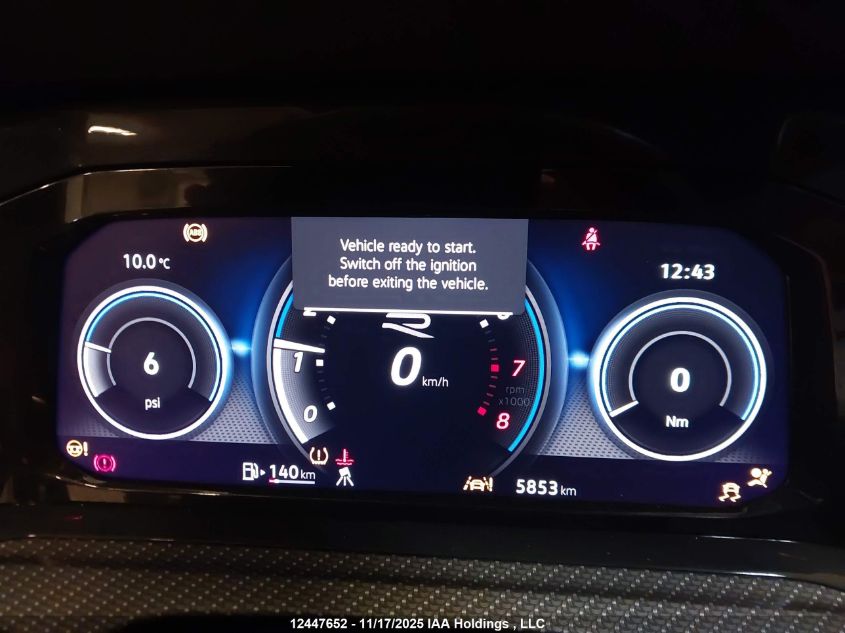 ABS
Vehicle ready to start.
Switch off the ignition
before exiting the vehicle.
10.0 °C
12:43
2
1
0
R
0 km/h
7
8
rpm
x1000
6
psi
0
Nm
140 km
5853 km
12447652 - 11/17/2025 IAA Holdings , LLC